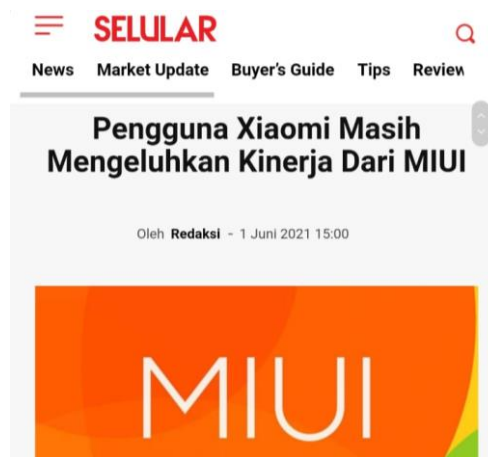 SELULAR
News Market Update Buyer's Guide Tips Review
Pengguna Xiaomi Masih
Mengeluhkan Kinerja Dari MIUI
Oleh Redaksi - 1 Juni 2021 15:00
MIUI